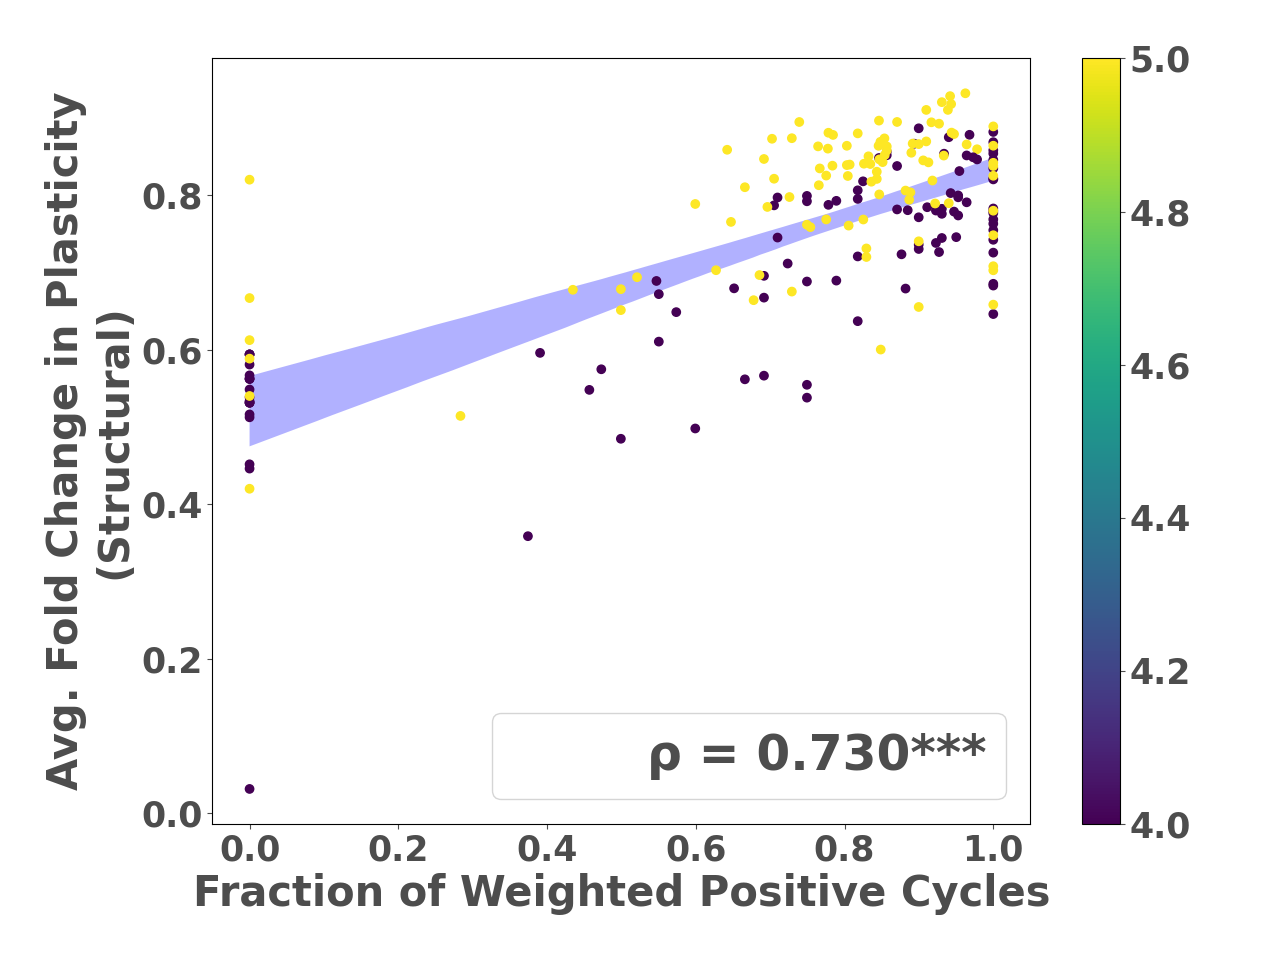 Avg. Fold Change in Plasticity
(Structural)
0.8
0.6
0.4
0.2
0.0
ρ = 0.730***
0.0 0.2 0.4 0.6 0.8 1.0
Fraction of Weighted Positive Cycles
5.0
4.8
4.6
4.4
4.2
4.0